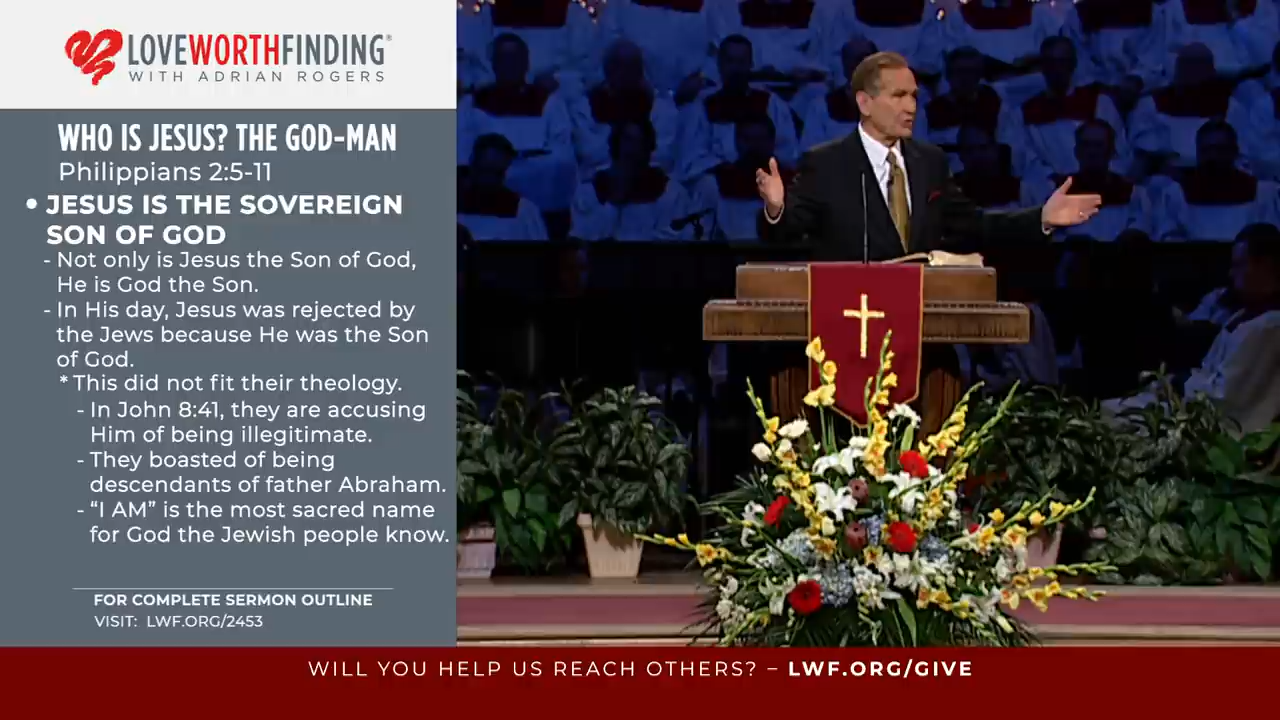 LOVEWORTHFINDING®
WITH ADRIAN ROGERS
WHO IS JESUS? THE GOD-MAN
Philippians 2:5-11
• JESUS IS THE SOVEREIGN
SON OF GOD
- Not only is Jesus the Son of God,
He is God the Son.
- In His day, Jesus was rejected by
the Jews because He was the Son
of God.
* This did not fit their theology.
- In John 8:41, they are accusing
Him of being illegitimate.
- They boasted of being
descendants of father Abraham.
- “I AM” is the most sacred name
for God the Jewish people know.
FOR COMPLETE SERMON OUTLINE
VISIT: LWF.ORG/2453
WILL YOU HELP US REACH OTHERS? – LWF.ORG/GIVE